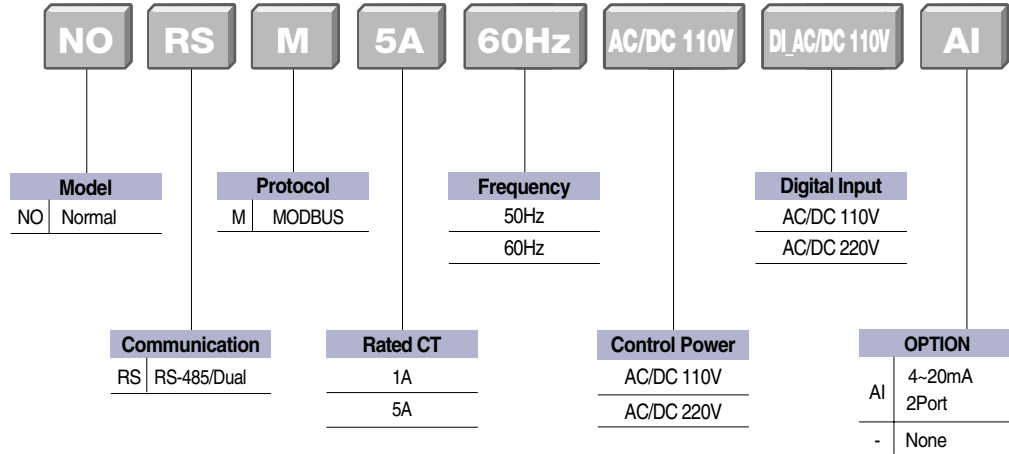 NO RS M 5A 60Hz AC/DC 110V DI_AC/DC 110V AI
Model
NO Normal
Protocol
M MODBUS
Frequency
50Hz
60Hz
Digital Input
AC/DC 110V
AC/DC 220V
Communication
RS RS-485/Dual
Rated CT
1A
5A
Control Power
AC/DC 110V
AC/DC 220V
OPTION
AI 4~20mA
2Port
- None